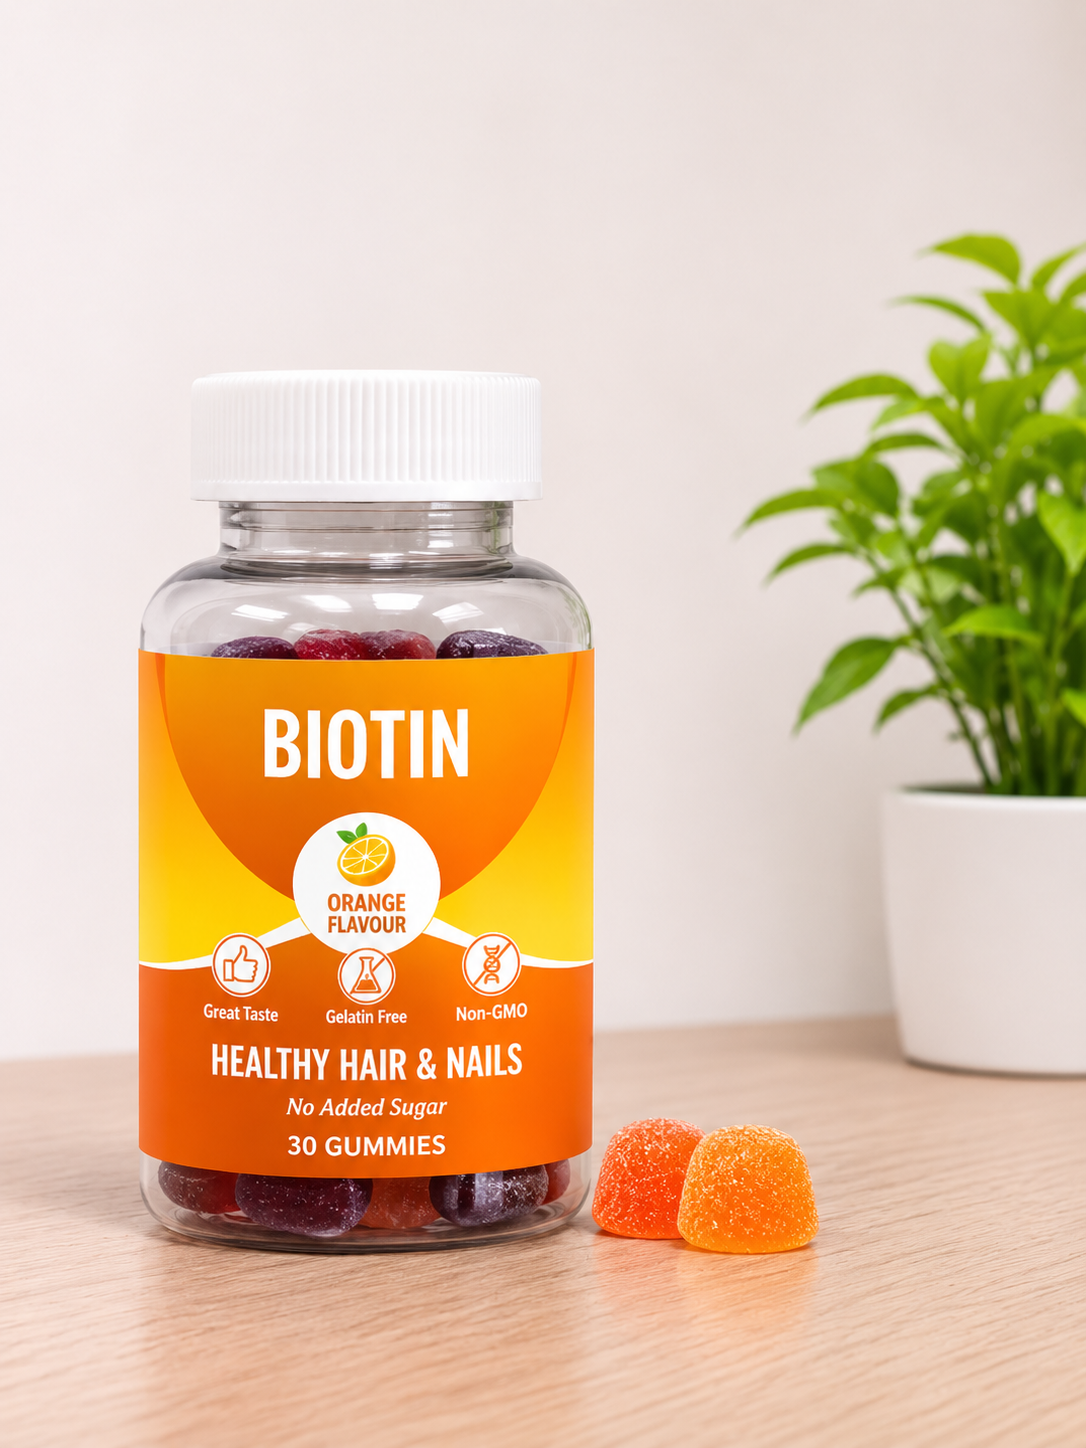 BIOTIN
ORANGE
FLAVOUR
Great Taste
Gelatin Free
Non-GMO
HEALTHY HAIR & NAILS
No Added Sugar
30 GUMMIES